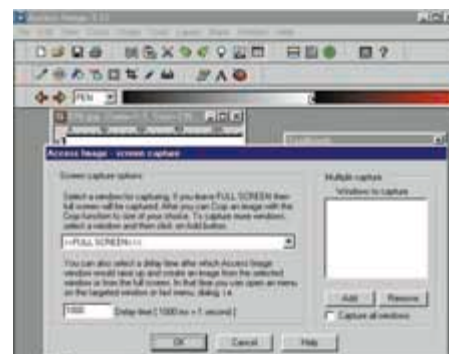 Access Image
PEN
Access Image - screen capture
Screen capture options
Select a window to capturing. If you leave FULL SCREEN then
full screen will be captured. After you can Crop an image with the
Crop function to size of your choice. To capture more windows,
select a window and then click on Add button.
>>FULL SCREEN<<
You can also select a delay time after which Access Image
window would raise up and create an image from the selected
window or from the full screen. In that time you can open an menu
on the targeted window or last menu, dialog, i.e.
1000
Delay time [ 1000 ms = 1 second ]
Multiple capture
Windows to capture
Add
Remove
Capture all windows
OK
Cancel
Help